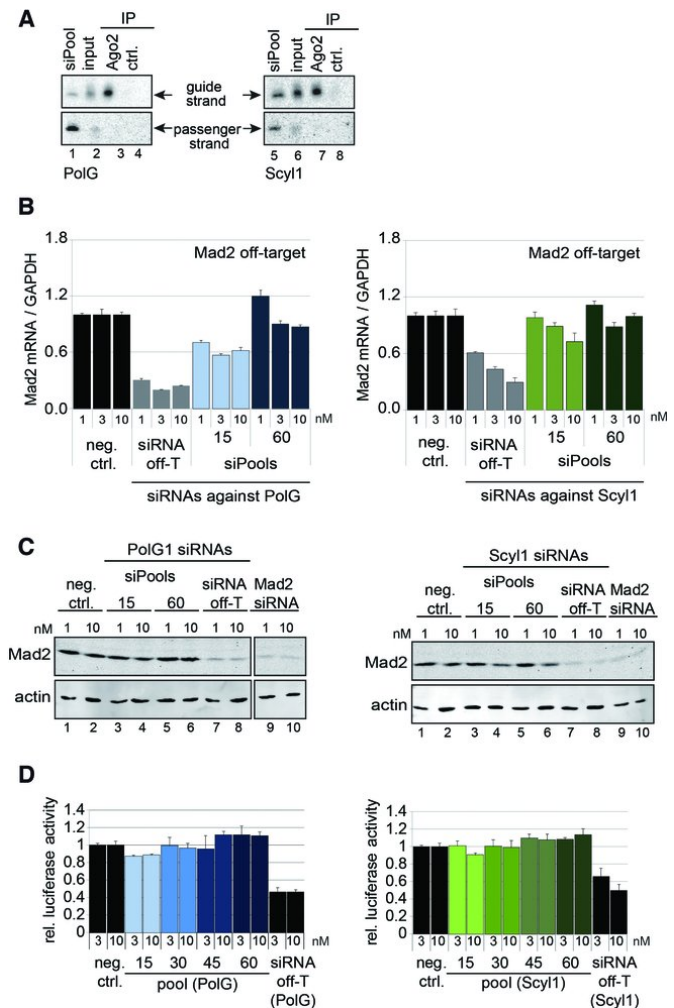 A
IP
IP
siPool
input
Ago2
ctrl.
siPool
input
Ago2
ctrl.
guide
strand
passenger
strand
1 2 3 4
5 6 7 8
PolG
Scyl1
B
Mad2 mRNA / GAPDH
1.8
1.2
0.6
0.0
Mad2 off-target
1 3 10 1 3 10 1 3 10 1 3 10 nM
neg.
ctrl.
siRNA
off-T
15 60
siPools
siRNAs against PolG
Mad2 mRNA / GAPDH
1.8
1.2
0.6
0.0
Mad2 off-target
1 3 10 1 3 10 1 3 10 1 3 10 nM
neg.
ctrl.
siRNA
off-T
15 60
siPools
siRNAs against Scyl1
C
PolG1 siRNAs
siPools
neg.
ctrl.
15 60
siRNA
off-T
Mad2
siRNA
nM 1 10 1 10 1 10 1 10 1 10
Mad2
actin
1 2 3 4 5 6 7 8 9 10
Scyl1 siRNAs
siPools
neg.
ctrl.
15 60
siRNA
off-T
Mad2
siRNA
nM 1 10 1 10 1 10 1 10 1 10
Mad2
actin
1 2 3 4 5 6 7 8 9 10
D
rel. luciferase activity
1.4
1.2
1
0.8
0.6
0.4
0.2
0
3 10 3 10 3 10 3 10 3 10 3 10 nM
neg.
ctrl.
15 30 45 60
pool (PolG)
siRNA
off-T
(PolG)
rel. luciferase activity
1.4
1.2
1
0.8
0.6
0.4
0.2
0
3 10 3 10 3 10 3 10 3 10 3 10 nM
neg.
ctrl.
15 30 45 60
pool (Scyl1)
siRNA
off-T
(Scyl1)